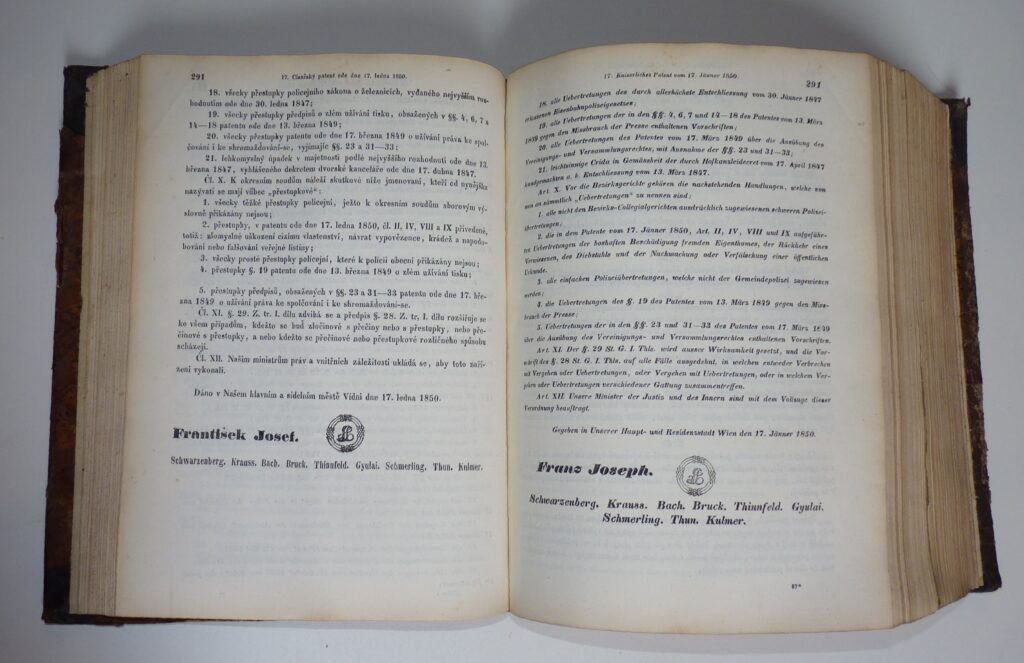 291
17. Císařský patent ode dne 17. ledna 1850.
18. všecky přestupky policejního zákona o železnicích, vydaného nejvyšším roz-
hodnutím ode dne 30. ledna 1847;
19. všecky přestupky předpisů o zlém užívání tisku, obsažených v §§. 4, 6, 7 a
14—18 patentu ode dne 13. března 1849;
20. všecky přestupky patentu ode dne 17. března 1849 o užívání práva ke spol-
čování i ke shromažďování-se, vyjímajíc §§. 23 a 31—33;
21. lehkomyslný úpadek v majetnosti podlé nejvyššího rozhodnutí ode dne 13.
března 1847, vyhlášeného dekretem dvorské kanceláře ode dne 17. dubna 1847.
Čl. X. K okresním soudům náleží skutkové níže jmenovaní, kteří od nynějška
nazývati se mají vůbec „přestupkové“:
1. všecky těžké přestupky policejní, ježto k okresním soudům sborovým vý-
slovně přikázány nejsou;
2. přestupky, v patentu ode dne 17. ledna 1850, čl. II, IV, VIII a IX přivedené,
totiž: zlomyslné uškození cizímu vlastenství, návrat vypovězence, krádež a napodo-
bování nebo falšování veřejné listiny;
3. všecky prosté přestupky policejní, které k policii obecní přikázány nejsou;
4. přestupky §. 19 patentu ode dne 13. března 1849 o zlém užívání tisku;
5. přestupky předpisů, obsažených v §§. 23 a 31—33 patentu ode dne 17. bře-
zna 1849 o užívání práva ke spolčování i ke shromažďování-se.
Čl. XI. §. 29. Z. tr. I. dílu zdvihá se a předpis §. 28. Z. tr. I. dílu rozšiřuje se
ke všem případům, kdežto se buď zločinové s přečiny nebo s přestupky, nebo pře-
činové s přestupky, a nebo kdežto se přečinové nebo přestupkové rozličného spůsobu
scházejí.
Čl. XII. Našim ministrům práv a vnitřních záležitostí ukládá se, aby toto naří-
zení vykonali.
Dáno v Našem hlavním a sídelním městě Vídni dne 17. ledna 1850.
František Josef.
Schwarzenberg. Krauss. Bach. Bruck. Thinnfeld. Gyulai. Schmerling. Thun. Kulmer.
17. Kaiserliches Patent vom 17. Jänner 1850.
291
18. alle Uebertretungen des durch allerhöchste Entschliessung vom 30. Jänner 1847
erlassenen Eisenbahnpolizeigesetzes;
19. alle Uebertretungen der in den §§. 4, 6, 7 und 14—18 des Patentes vom 13. März
1849 gegen den Missbrauch der Presse enthaltenen Vorschriften;
20. alle Uebertretungen des Patentes vom 17. März 1849 über die Ausübung des
Vereinigungs- und Versammlungsrechtes, mit Ausnahme der §§. 23 und 31—33;
21. leichtsinnige Crida in Gemässheit der durch Hofkanzleidecret vom 17. April 1847
kundgemachten a. h. Entschliessung vom 13. März 1847.
Art. X. Vor die Bezirksgerichte gehören die nachstehenden Handlungen, welche von
nun an sämmtlich „Uebertretungen“ zu nennen sind:
1. alle nicht den Bezirks-Collegialgerichten ausdrücklich zugewiesenen schweren Polizei-
übertretungen;
2. die in dem Patente vom 17. Jänner 1850, Art. II, IV, VIII und IX aufgeführ-
ten Uebertretungen der boshaften Beschädigung fremden Eigenthumes, der Rückkehr eines
Verwiesenen, des Diebstahls und der Nachmachung oder Verfälschung einer öffentlichen
Urkunde.
3. alle einfachen Polizeiübertretungen, welche nicht der Gemeindepolizei zugewiesen
werden;
4. die Uebertretungen des §. 19 des Patentes vom 13. März 1849 gegen den Miss-
brauch der Presse;
5. Uebertretungen der in den §§. 23 und 31—33 des Patentes vom 17. März 1849
über die Ausübung des Vereinigungs- und Versammlungsrechtes enthaltenen Vorschriften.
Art. XI. Der §. 29 St. G. I. Ths. wird ausser Wirksamkeit gesetzt, und die Vor-
schrift des §. 28 St. G. I. Ths. auf alle Fälle ausgedehnt, in welchen entweder Verbrechen
mit Vergehen oder Uebertretungen, oder Vergehen mit Uebertretungen, oder in welchem Ver-
gehen oder Uebertretungen verschiedener Gattung zusammentreffen.
Art. XII. Unsere Minister der Justiz und des Innern sind mit dem Vollzuge dieser
Verordnung beauftragt.
Gegeben in Unserer Haupt- und Residenzstadt Wien den 17. Jänner 1850.
Franz Joseph.
Schwarzenberg. Krauss. Bach. Bruck. Thinnfeld. Gyulai.
Schmerling. Thun. Kulmer.
87*